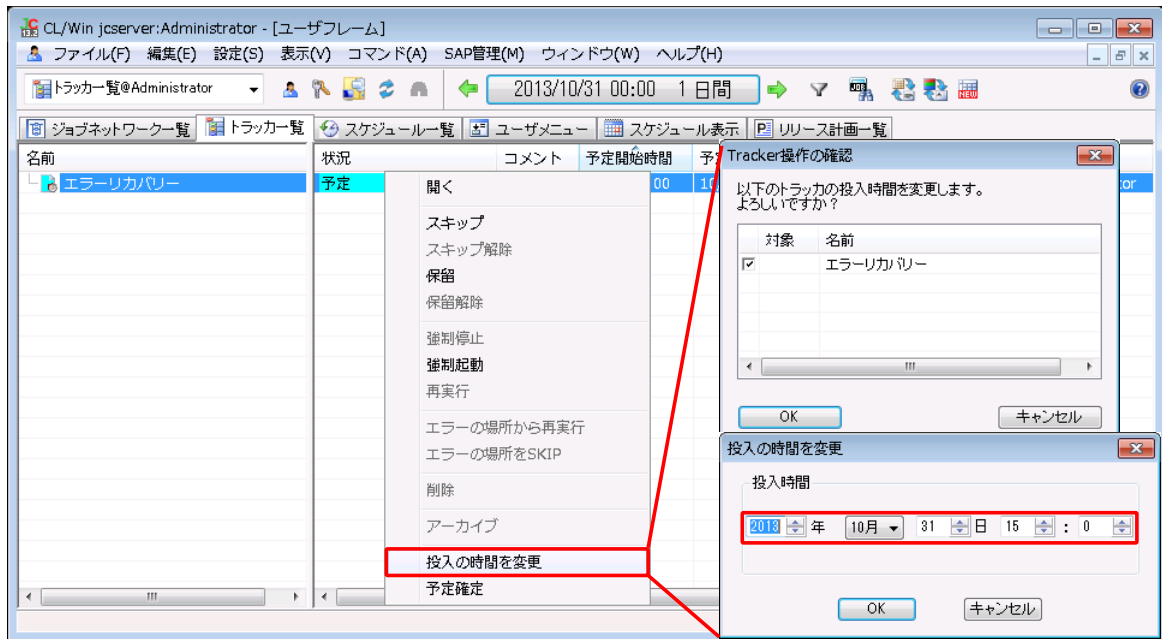 CL/Win jcserver:Administrator - [ユーザフレーム]
ファイル(F) 編集(E) 設定(S) 表示(V) コマンド(A) SAP管理(M) ウィンドウ(W) ヘルプ(H)
トラッカ一覧@Administrator 2013/10/31 00:00 1 日間
ジョブネットワーク一覧 トラッカ一覧 スケジュール一覧 ユーザメニュー スケジュール表示 リリース計画一覧
名前 状況 コメント 予定開始時間
エラーリカバリー 予定 00 10 tor
開く
スキップ
スキップ解除
保留
保留解除
強制停止
強制起動
再実行
エラーの場所から再実行
エラーの場所をSKIP
削除
アーカイブ
投入の時間を変更
予定確定
Tracker操作の確認
以下のトラッカの投入時間を変更します。
よろしいですか？
対象 名前
エラーリカバリー
OK キャンセル
投入の時間を変更
投入時間
2013 年 10月 31 日 15 : 0
OK キャンセル